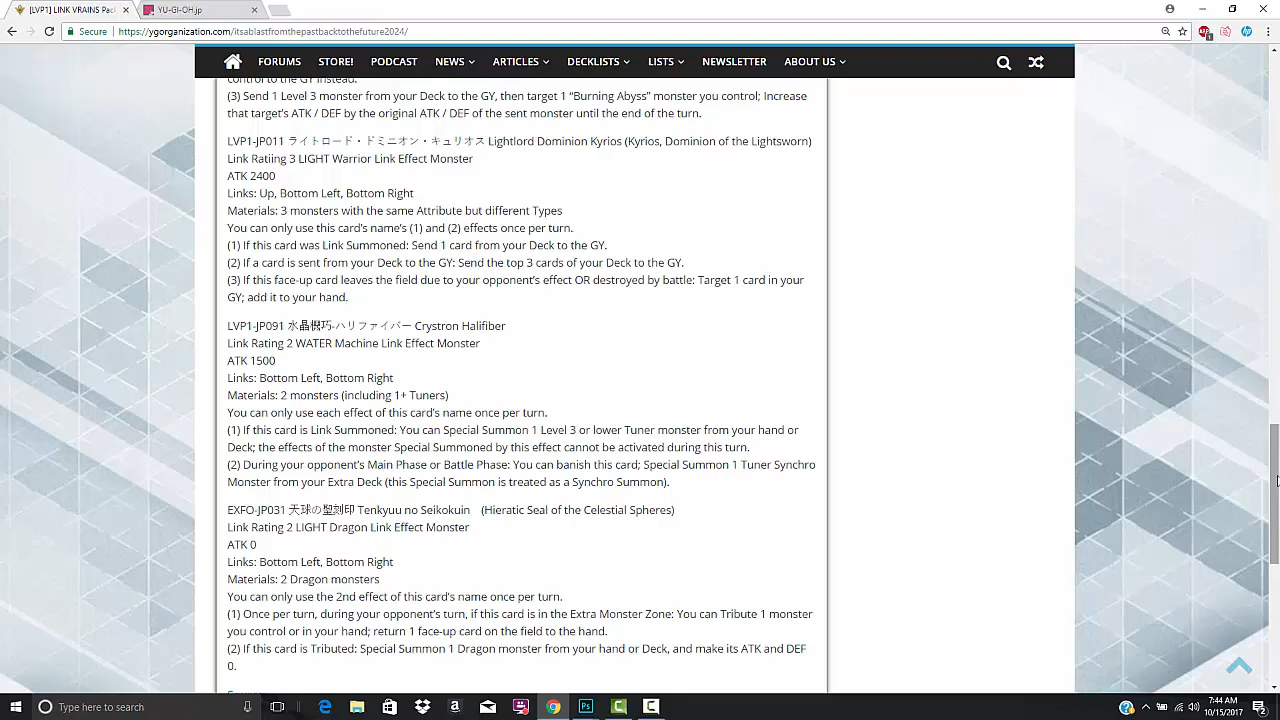 [LVP1] LINK VRAINS Pac
YU-GI-OH.jp
Secure
https://ygorganization.com/itsablastfromthepastbacktothefuture2024/
FORUMS STORE! PODCAST NEWS ARTICLES DECKLISTS LISTS NEWSLETTER ABOUT US
control to the GY instead.
(3) Send 1 Level 3 monster from your Deck to the GY, then target 1 “Burning Abyss” monster you control; Increase
that target’s ATK / DEF by the original ATK / DEF of the sent monster until the end of the turn.
LVP1-JP011 ライトロード・ドミニオン・キュリオス Lightlord Dominion Kyrios (Kyrios, Dominion of the Lightsworn)
Link Ratiing 3 LIGHT Warrior Link Effect Monster
ATK 2400
Links: Up, Bottom Left, Bottom Right
Materials: 3 monsters with the same Attribute but different Types
You can only use this card’s name’s (1) and (2) effects once per turn.
(1) If this card was Link Summoned: Send 1 card from your Deck to the GY.
(2) If a card is sent from your Deck to the GY: Send the top 3 cards of your Deck to the GY.
(3) If this face-up card leaves the field due to your opponent’s effect OR destroyed by battle: Target 1 card in your
GY; add it to your hand.
LVP1-JP091 水晶機巧-ハリファイバー Crystron Halifiber
Link Rating 2 WATER Machine Link Effect Monster
ATK 1500
Links: Bottom Left, Bottom Right
Materials: 2 monsters (including 1+ Tuners)
You can only use each effect of this card’s name once per turn.
(1) If this card is Link Summoned: You can Special Summon 1 Level 3 or lower Tuner monster from your hand or
Deck; the effects of the monster Special Summoned by this effect cannot be activated during this turn.
(2) During your opponent’s Main Phase or Battle Phase: You can banish this card; Special Summon 1 Tuner Synchro
Monster from your Extra Deck (this Special Summon is treated as a Synchro Summon).
EXFO-JP031 天球の聖刻印 Tenkyuu no Seikokuin (Hieratic Seal of the Celestial Spheres)
Link Rating 2 LIGHT Dragon Link Effect Monster
ATK 0
Links: Bottom Left, Bottom Right
Materials: 2 Dragon monsters
You can only use the 2nd effect of this card’s name once per turn.
(1) Once per turn, during your opponent’s turn, if this card is in the Extra Monster Zone: You can Tribute 1 monster
you control or in your hand; return 1 face-up card on the field to the hand.
(2) If this card is Tributed: Special Summon 1 Dragon monster from your hand or Deck, and make its ATK and DEF
0.
Type here to search
7:44 AM
10/15/2017